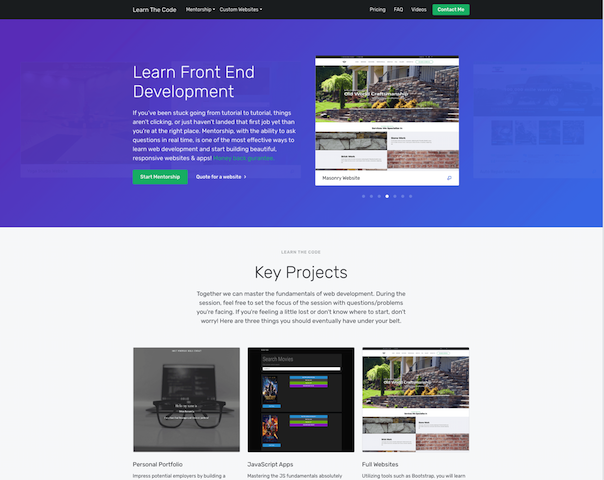 Learn The Code Mentorship Custom Websites Pricing FAQ Videos Contact Me
Learn Front End
Development
If you've been stuck going from tutorial to tutorial, things
aren't clicking, or just haven't landed that first job yet than
you're at the right place. Mentorship, with the ability to ask
questions in real time, is one of the most effective ways to
learn web development and start building beautiful,
responsive websites & apps!
Start Mentorship Quote for a website
Old World Craftsmanship
Masonry Website
LEARN THE CODE
Key Projects
Together we can master the fundamentals of web development. During the
session, feel free to set the focus of the session with questions/problems
you're facing. If you're feeling a little lost or don't know where to start, don't
worry! Here are three things you should eventually have under your belt.
Search Movies
Old World Craftsmanship
Personal Portfolio
JavaScript Apps
Full Websites
Impress potential employers by building a
Mastering the JS fundamentals absolutely
Utilizing tools such as Bootstrap, you will learn